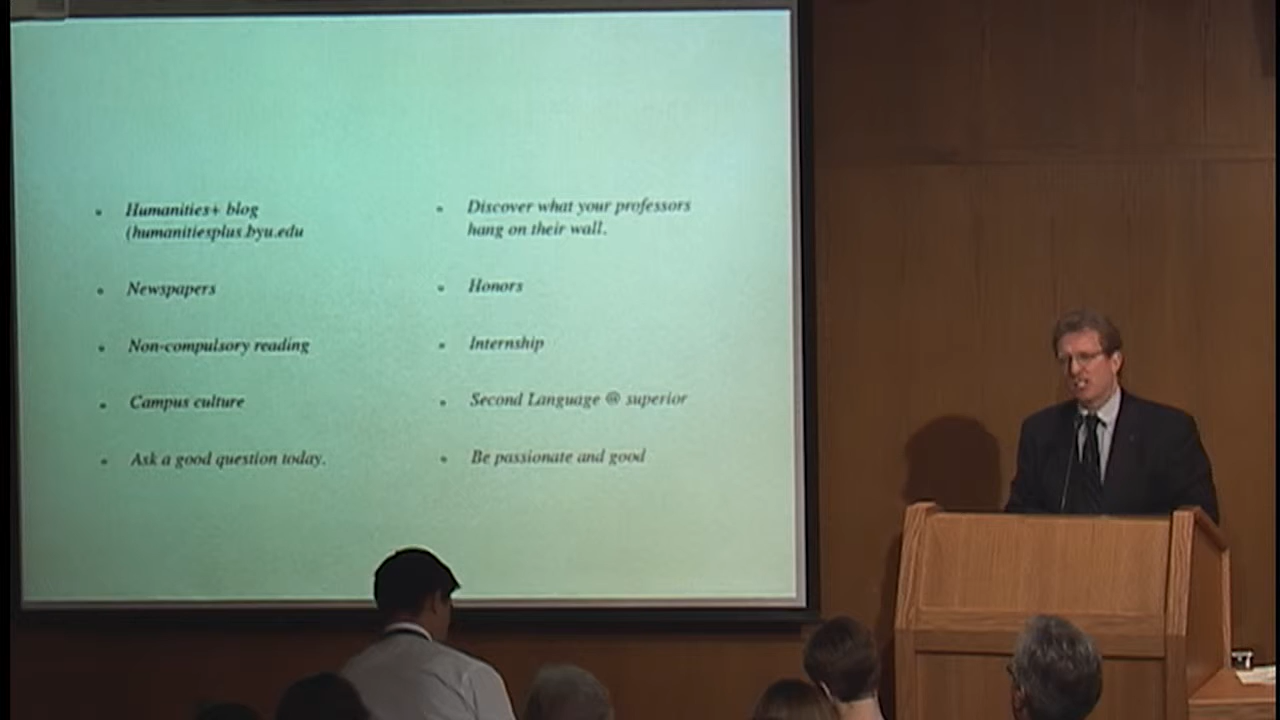 Humanities+ blog
(humanitiesplus.byu.edu
Newspapers
Non-compulsory reading
Campus culture
Ask a good question today.
Discover what your professors
hang on their wall.
Honors
Internship
Second Language @ superior
Be passionate and good